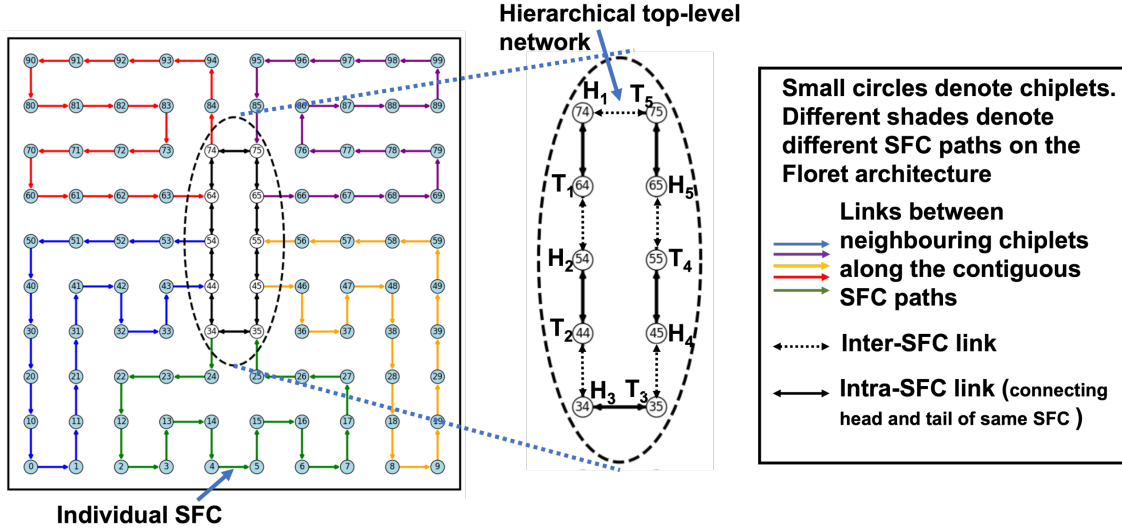 Hierarchical top-level
network
90 91 92 93 94 95 96 97 98 99
80 81 82 83 84 85 86 87 88 89
70 71 72 73 74 75 76 77 78 79
60 61 62 63 64 65 66 67 68 69
50 51 52 53 54 55 56 57 58 59
40 41 42 43 44 45 46 47 48 49
30 31 32 33 34 35 36 37 38 39
20 21 22 23 24 25 26 27 28 29
10 11 12 13 14 15 16 17 18 19
0 1 2 3 4 5 6 7 8 9
Individual SFC
H₁ T₅
74 75
T₁ 64 65 H₅
H₂ 54 55 T₄
T₂ 44 45 H₄
H₃ T₃
34 35
Small circles denote chiplets.
Different shades denote
different SFC paths on the
Floret architecture
Links between
neighbouring chiplets
along the contiguous
SFC paths
Inter-SFC link
Intra-SFC link (connecting
head and tail of same SFC )